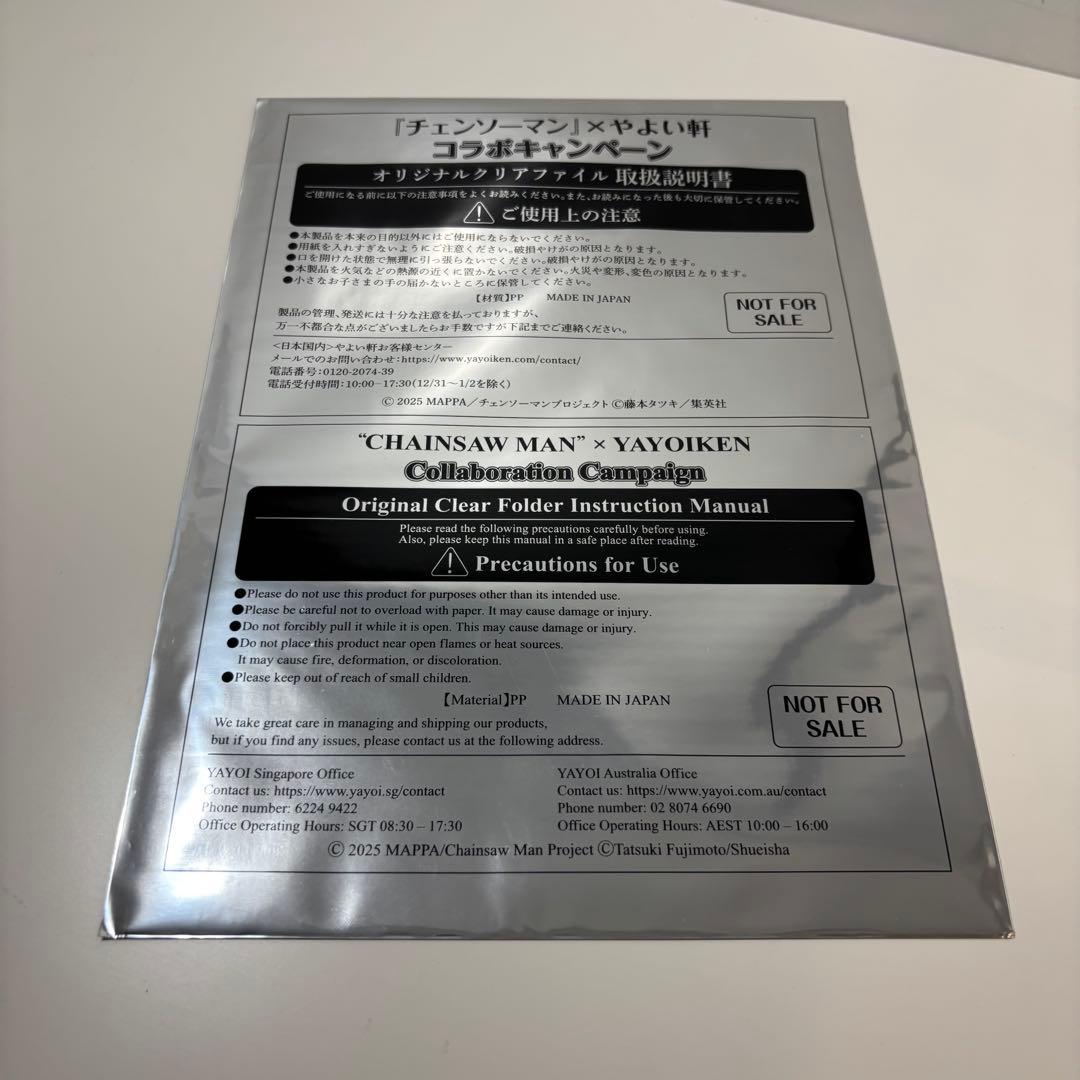 『チェンソーマン』×やよい軒
コラボキャンペーン
オリジナルクリアファイル 取扱説明書
ご使用になる前に以下の注意事項をよくお読みください。また、お読みになった後も大切に保管してください。
ご使用上の注意
●本製品を本来の目的以外にはご使用にならないでください。
●用紙を入れすぎないようにご注意ください。破損やけがの原因となります。
●口を開けた状態で無理に引っ張らないでください。破損やけがの原因となります。
●本製品を火気などの熱源の近くに置かないでください。火災や変形、変色の原因となります。
●小さなお子さまの手の届かないところに保管してください。
【材質】PP MADE IN JAPAN
NOT FOR
SALE
製品の管理、発送には十分な注意を払っておりますが、
万一不都合な点がございましたらお手数ですが下記までご連絡ください。
<日本国内>やよい軒お客様センター
メールでのお問い合わせ:https://www.yayoiken.com/contact/
電話番号:0120-2074-39
電話受付時間:10:00-17:30(12/31~1/2を除く)
© 2025 MAPPA/チェンソーマンプロジェクト ©藤本タツキ/集英社
"CHAINSAW MAN" × YAYOIKEN
Collaboration Campaign
Original Clear Folder Instruction Manual
Please read the following precautions carefully before using.
Also, please keep this manual in a safe place after reading.
Precautions for Use
●Please do not use this product for purposes other than its intended use.
●Please be careful not to overload with paper. It may cause damage or injury.
●Do not forcibly pull it while it is open. This may cause damage or injury.
●Do not place this product near open flames or heat sources.
It may cause fire, deformation, or discoloration.
●Please keep out of reach of small children.
【Material】PP MADE IN JAPAN
NOT FOR
SALE
We take great care in managing and shipping our products,
but if you find any issues, please contact us at the following address.
YAYOI Singapore Office
Contact us: https://www.yayoi.sg/contact
Phone number: 6224 9422
Office Operating Hours: SGT 08:30 – 17:30
YAYOI Australia Office
Contact us: https://www.yayoi.com.au/contact
Phone number: 02 8074 6690
Office Operating Hours: AEST 10:00 – 16:00
© 2025 MAPPA/Chainsaw Man Project ©Tatsuki Fujimoto/Shueisha